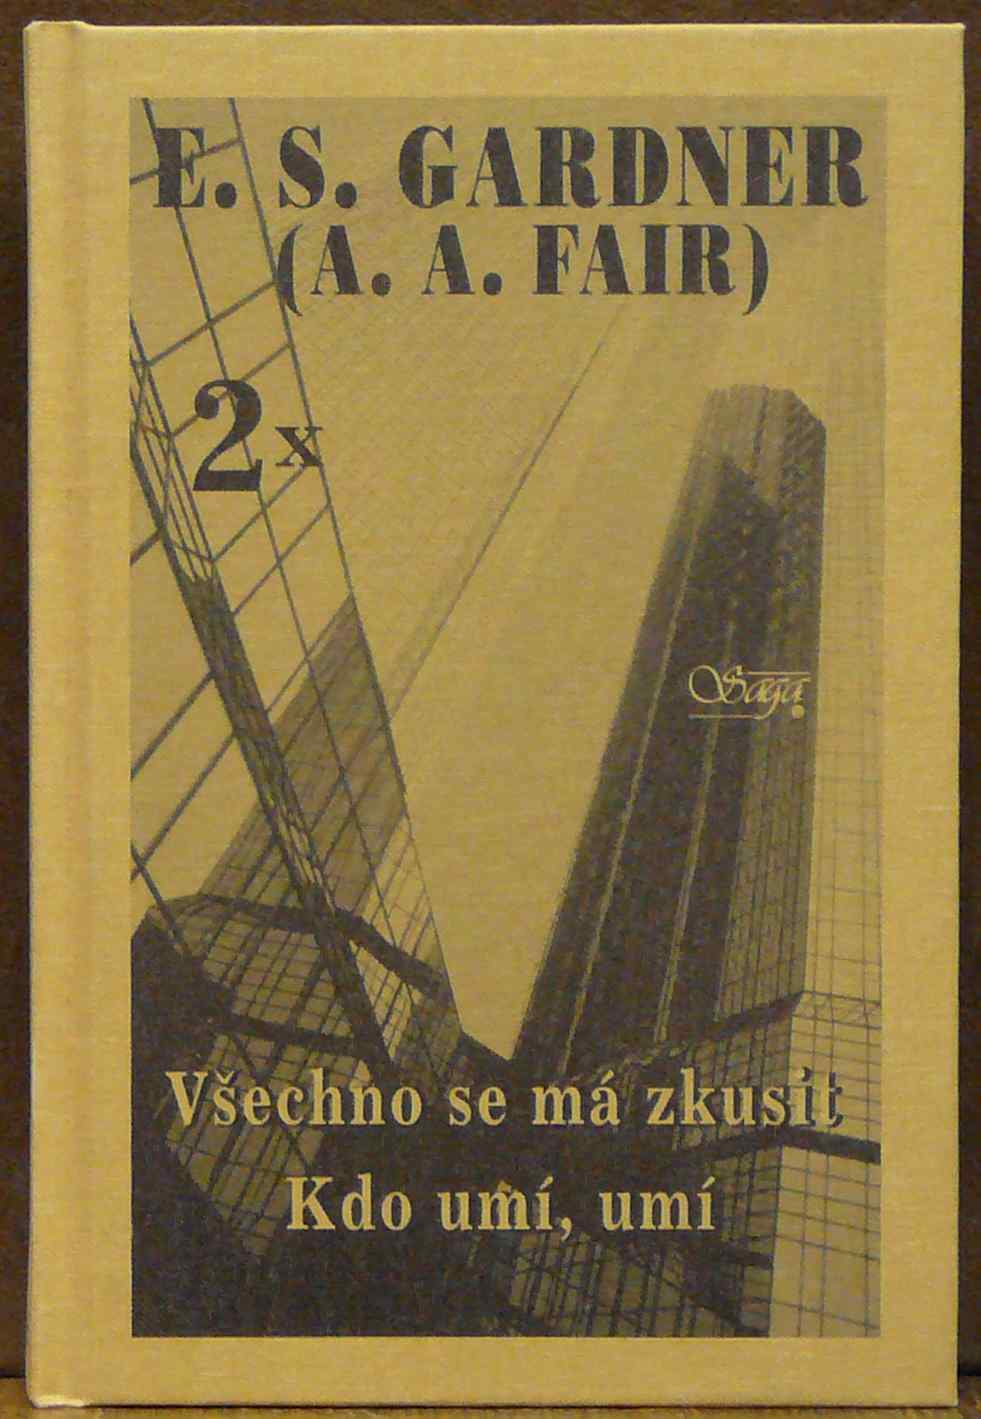 E. S. GARDNER
(A. A. FAIR)
2x
Saga
Všechno se má zkusit
Kdo umí, umí